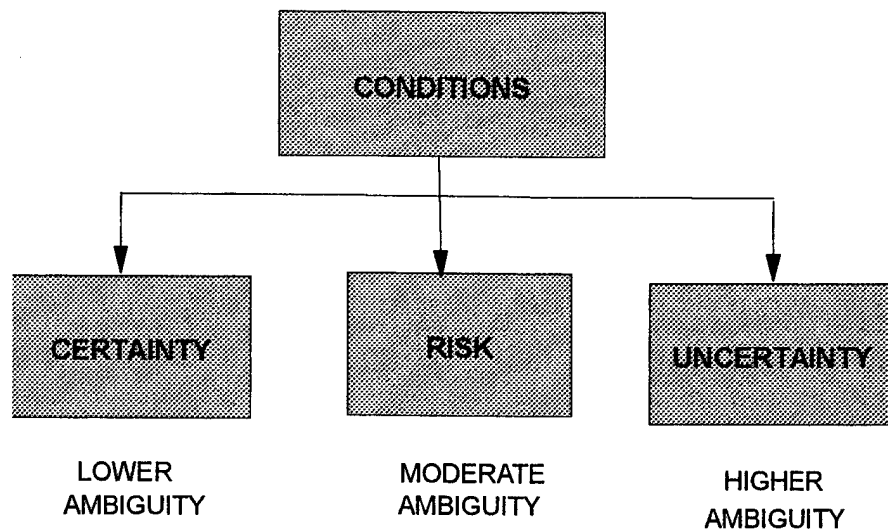 CONDITIONS
CERTAINTY
RISK
UNCERTAINTY
LOWER
AMBIGUITY
MODERATE
AMBIGUITY
HIGHER
AMBIGUITY